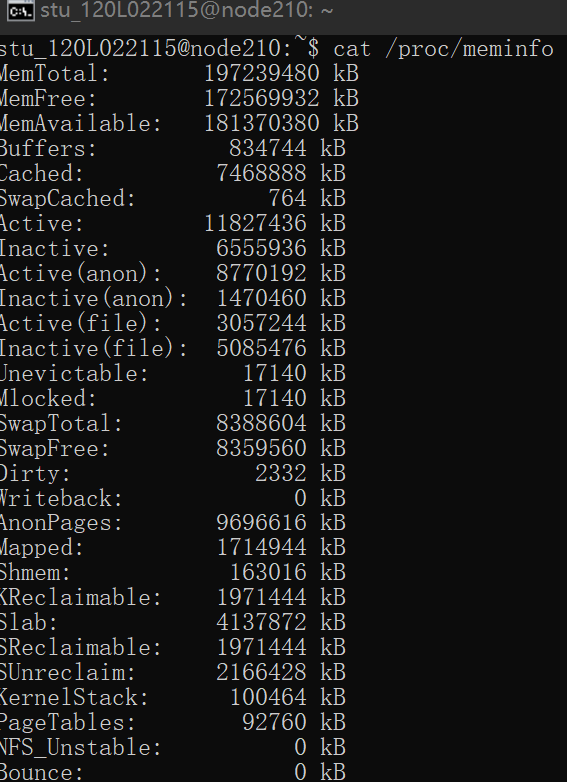 stu_120L022115@node210: ~
stu_120L022115@node210:~$ cat /proc/meminfo
MemTotal: 197239480 kB
MemFree: 172569932 kB
MemAvailable: 181370380 kB
Buffers: 834744 kB
Cached: 7468888 kB
SwapCached: 764 kB
Active: 11827436 kB
Inactive: 6555936 kB
Active(anon): 8770192 kB
Inactive(anon): 1470460 kB
Active(file): 3057244 kB
Inactive(file): 5085476 kB
Unevictable: 17140 kB
Mlocked: 17140 kB
SwapTotal: 8388604 kB
SwapFree: 8359560 kB
Dirty: 2332 kB
Writeback: 0 kB
AnonPages: 9696616 kB
Mapped: 1714944 kB
Shmem: 163016 kB
KReclaimable: 1971444 kB
Slab: 4137872 kB
SReclaimable: 1971444 kB
SUnreclaim: 2166428 kB
KernelStack: 100464 kB
PageTables: 92760 kB
NFS_Unstable: 0 kB
Bounce: 0 kB